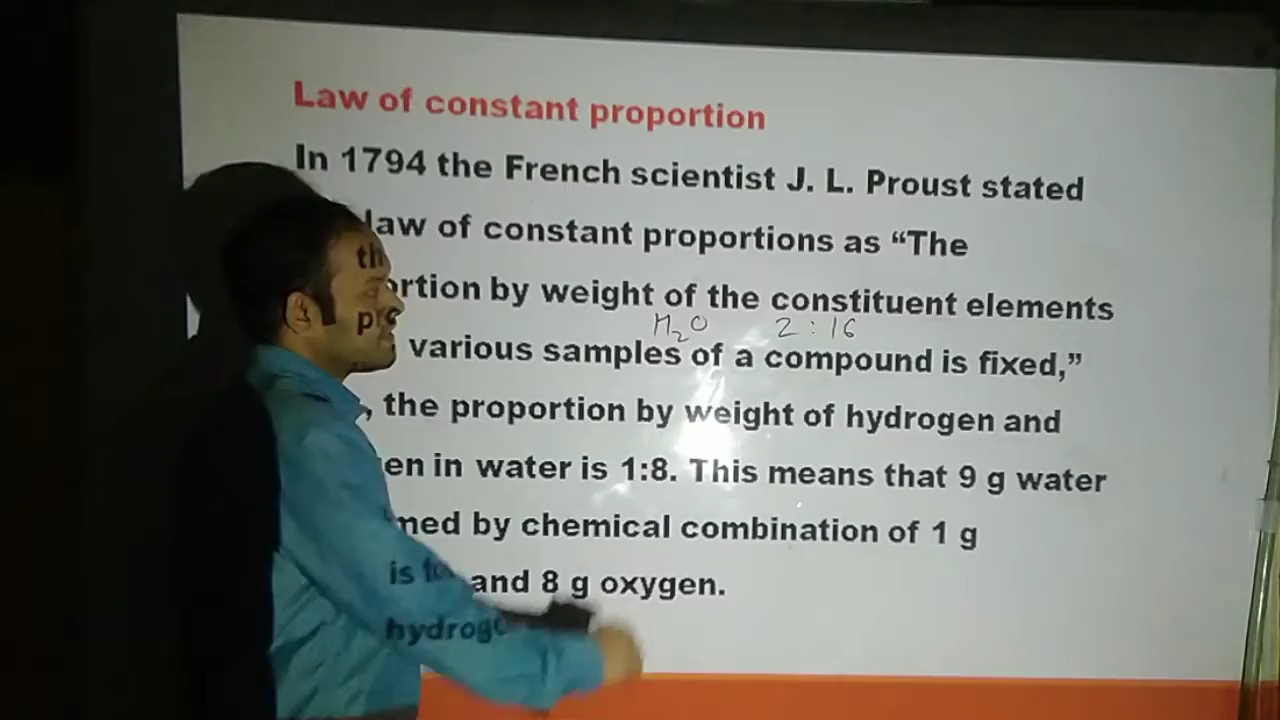 Law of constant proportion
In 1794 the French scientist J. L. Proust stated
law of constant proportions as “The
by weight of the constituent elements
H₂O 2 : 16
various samples of a compound is fixed,”
, the proportion by weight of hydrogen and
in water is 1:8. This means that 9 g water
is by chemical combination of 1 g
and 8 g oxygen.